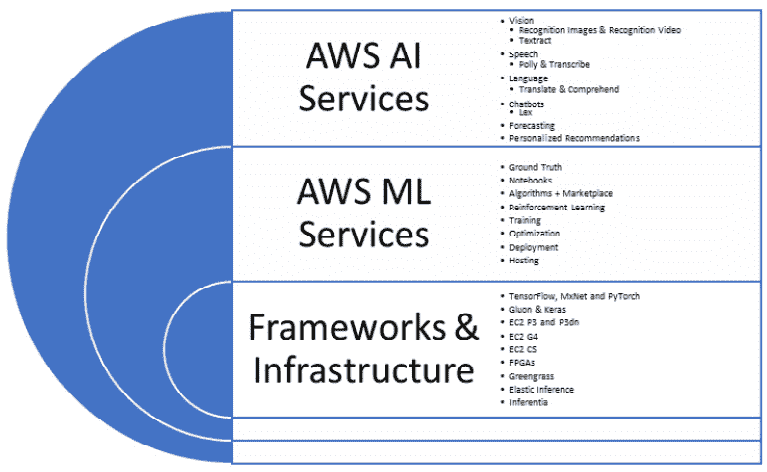 AWS AI
Services
• Vision
• Recognition Images & Recognition Video
• Textract
• Speech
• Polly & Transcribe
• Language
• Translate & Comprehend
• Chatbots
• Lex
• Forecasting
• Personalized Recommendations
AWS ML
Services
• Ground Truth
• Notebooks
• Algorithms + Marketplace
• Reinforcement Learning
• Training
• Optimization
• Deployment
• Hosting
Frameworks &
Infrastructure
• TensorFlow, MxNet and PyTorch
• Gluon & Keras
• EC2 P3 and P3dn
• EC2 G4
• EC2 C5
• FPGAs
• Greengrass
• Elastic Inference
• Inferentia